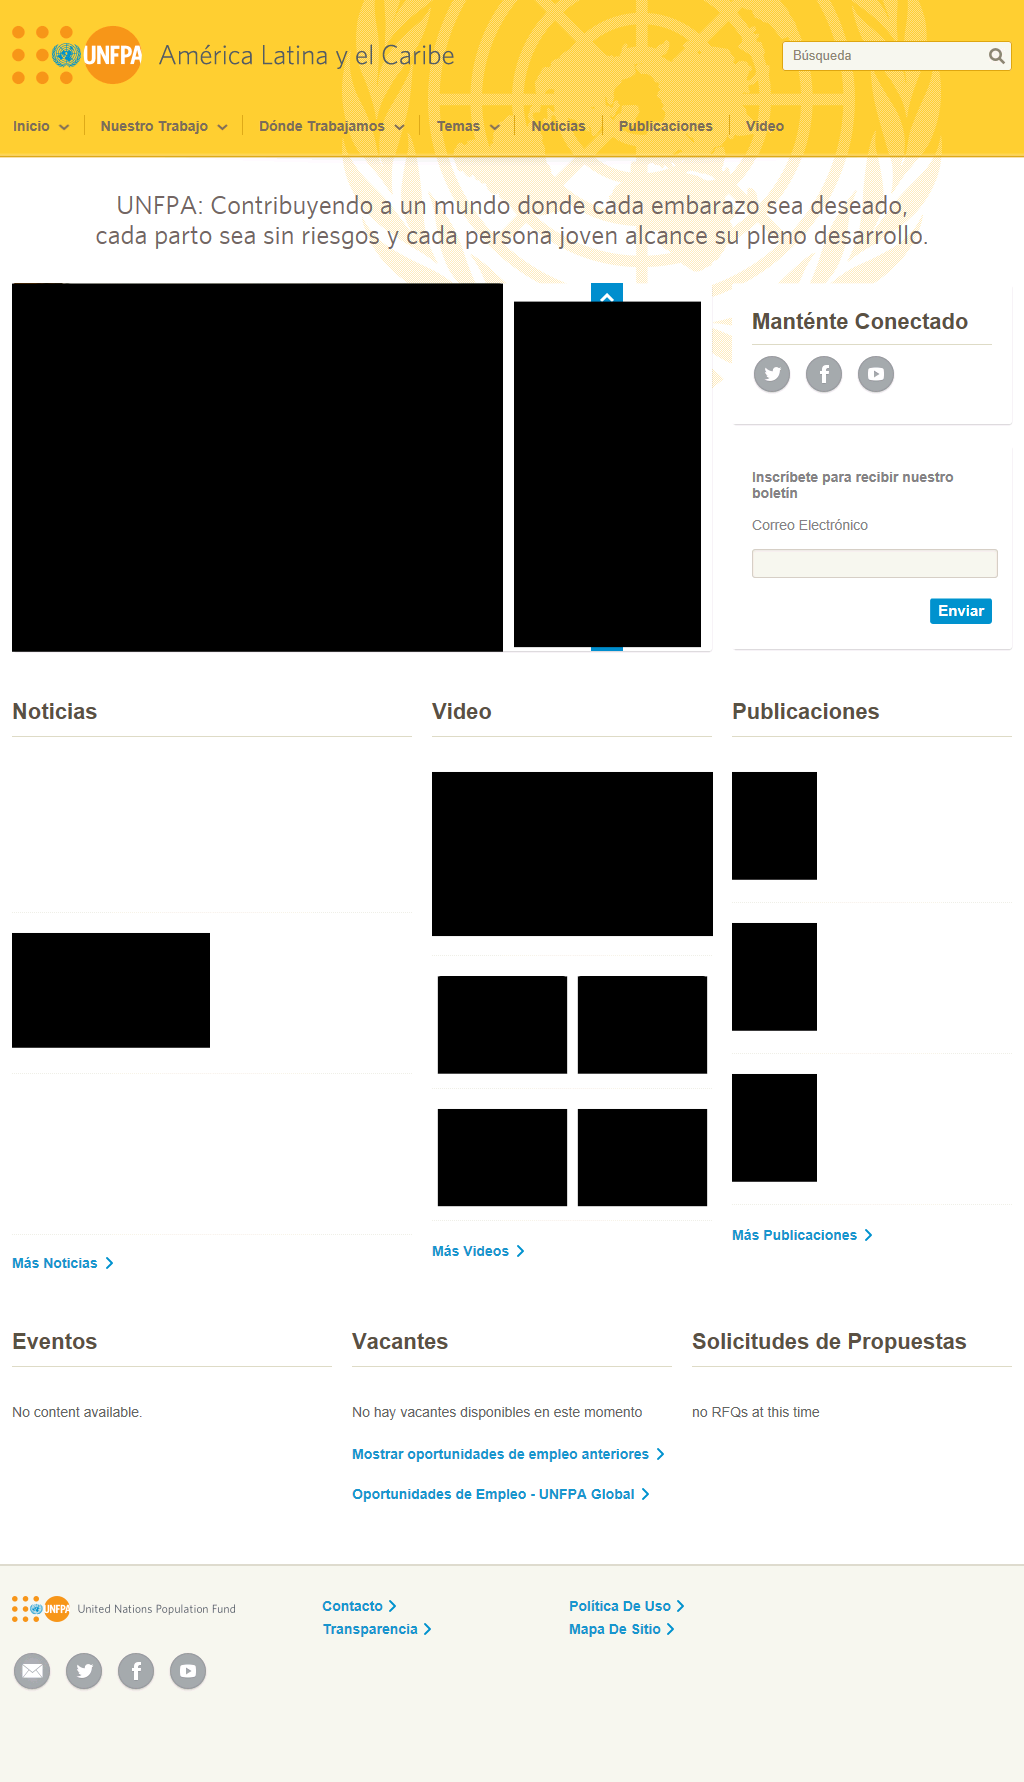 UNFPA
América Latina y el Caribe
Búsqueda
Inicio
Nuestro Trabajo
Dónde Trabajamos
Temas
Noticias
Publicaciones
Video
UNFPA: Contribuyendo a un mundo donde cada embarazo sea deseado,
cada parto sea sin riesgos y cada persona joven alcance su pleno desarrollo.
Manténte Conectado
Inscríbete para recibir nuestro
boletín
Correo Electrónico
Enviar
Noticias
Más Noticias
Video
Más Videos
Publicaciones
Más Publicaciones
Eventos
No content available.
Vacantes
No hay vacantes disponibles en este momento
Mostrar oportunidades de empleo anteriores
Oportunidades de Empleo - UNFPA Global
Solicitudes de Propuestas
no RFQs at this time
UNFPA
United Nations Population Fund
Contacto
Transparencia
Política De Uso
Mapa De Sitio